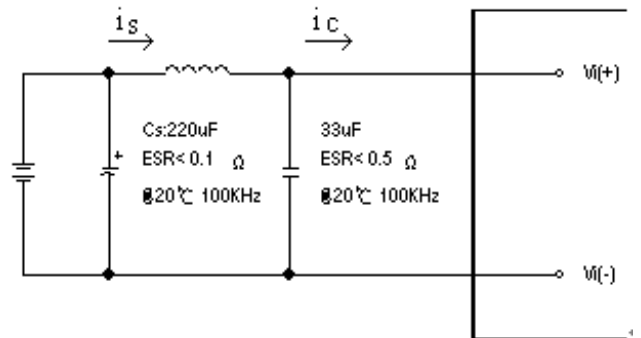 is
ic
Vi(+)
Cs:220uF
ESR< 0.1 Ω
@20℃ 100KHz
33uF
ESR< 0.5 Ω
@20℃ 100KHz
+
Vi(-)